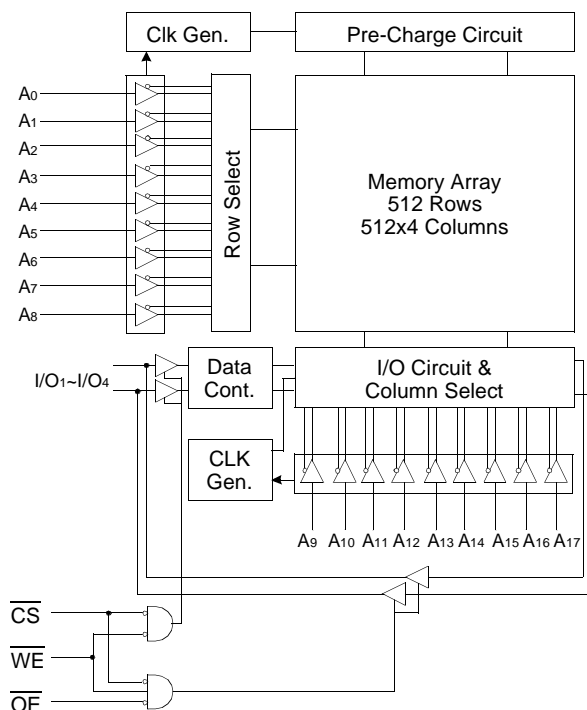 Clk Gen.
Pre-Charge Circuit
A0
A1
A2
A3
A4
A5
A6
A7
A8
Row Select
Memory Array
512 Rows
512x4 Columns
I/O1~I/O4
Data
Cont.
I/O Circuit &
Column Select
CLK
Gen.
A9 A10 A11 A12 A13 A14 A15 A16 A17
CS
WE
OE